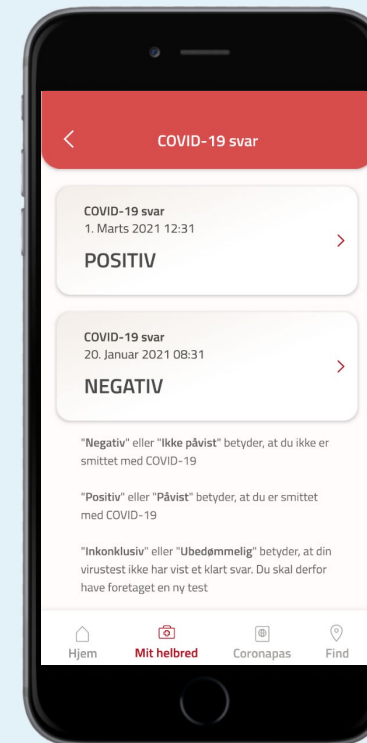 COVID-19 svar
COVID-19 svar
1. Marts 2021 12:31
POSITIV
COVID-19 svar
20. Januar 2021 08:31
NEGATIV
"Negativ" eller "Ikke påvist" betyder, at du ikke er
smittet med COVID-19
"Positiv" eller "Påvist" betyder, at du er smittet
med COVID-19
"Inkonklusiv" eller "Ubedømmelig" betyder, at din
virustest ikke har vist et klart svar. Du skal derfor
have foretaget en ny test
Hjem
Mit helbred
Coronapas
Find